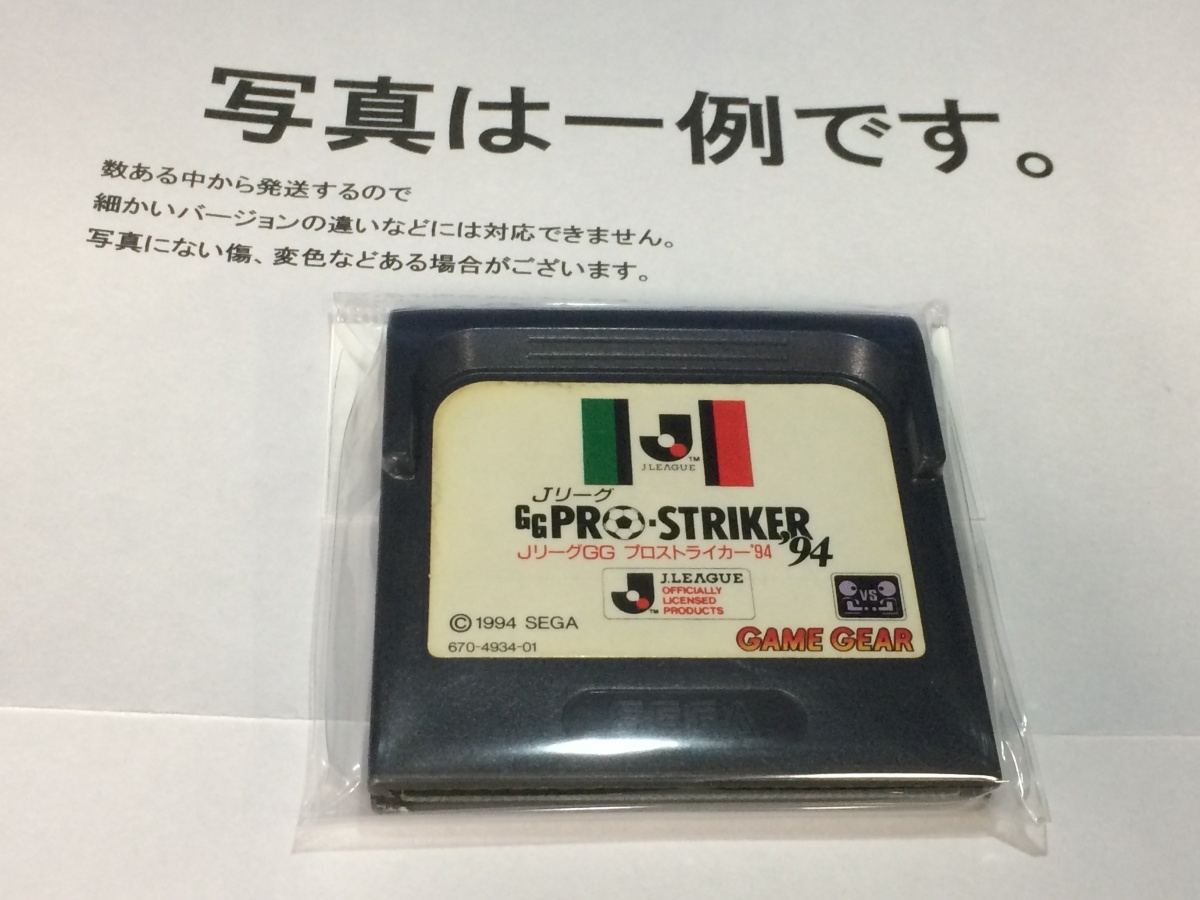 写真は一例です。
数ある中から発送するので
細かいバージョンの違いなどには対応できません。
写真にない傷、変色などある場合がございます。
J.LEAGUE TM
Jリーグ
GG PRO・STRIKER '94
JリーグGG プロストライカー'94
J.LEAGUE
OFFICIALLY
LICENSED
PRODUCTS
TM
VS
© 1994 SEGA
GAME GEAR
670-4934-01
SEGA